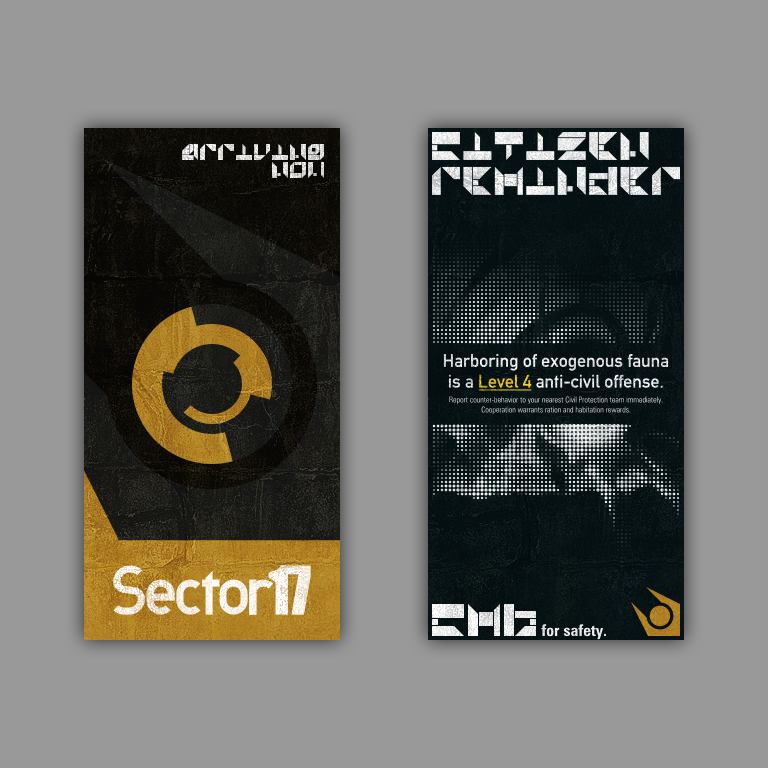 arriving
now
Sector17
CITIZEN
reminder
Harboring of exogenous fauna
is a Level 4 anti-civil offense.
Report counter-behavior to your nearest Civil Protection team immediately.
Cooperation warrants ration and habitation rewards.
CMB for safety.